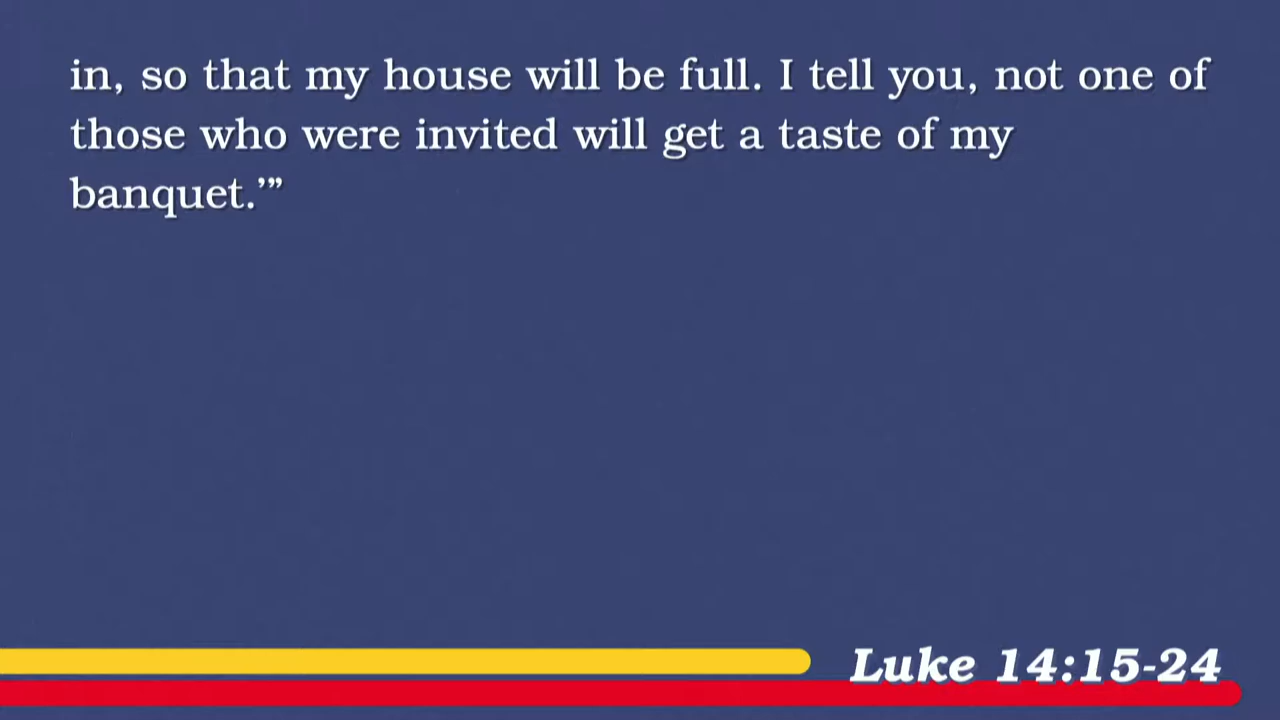 in, so that my house will be full. I tell you, not one of
those who were invited will get a taste of my
banquet.’”
Luke 14:15-24